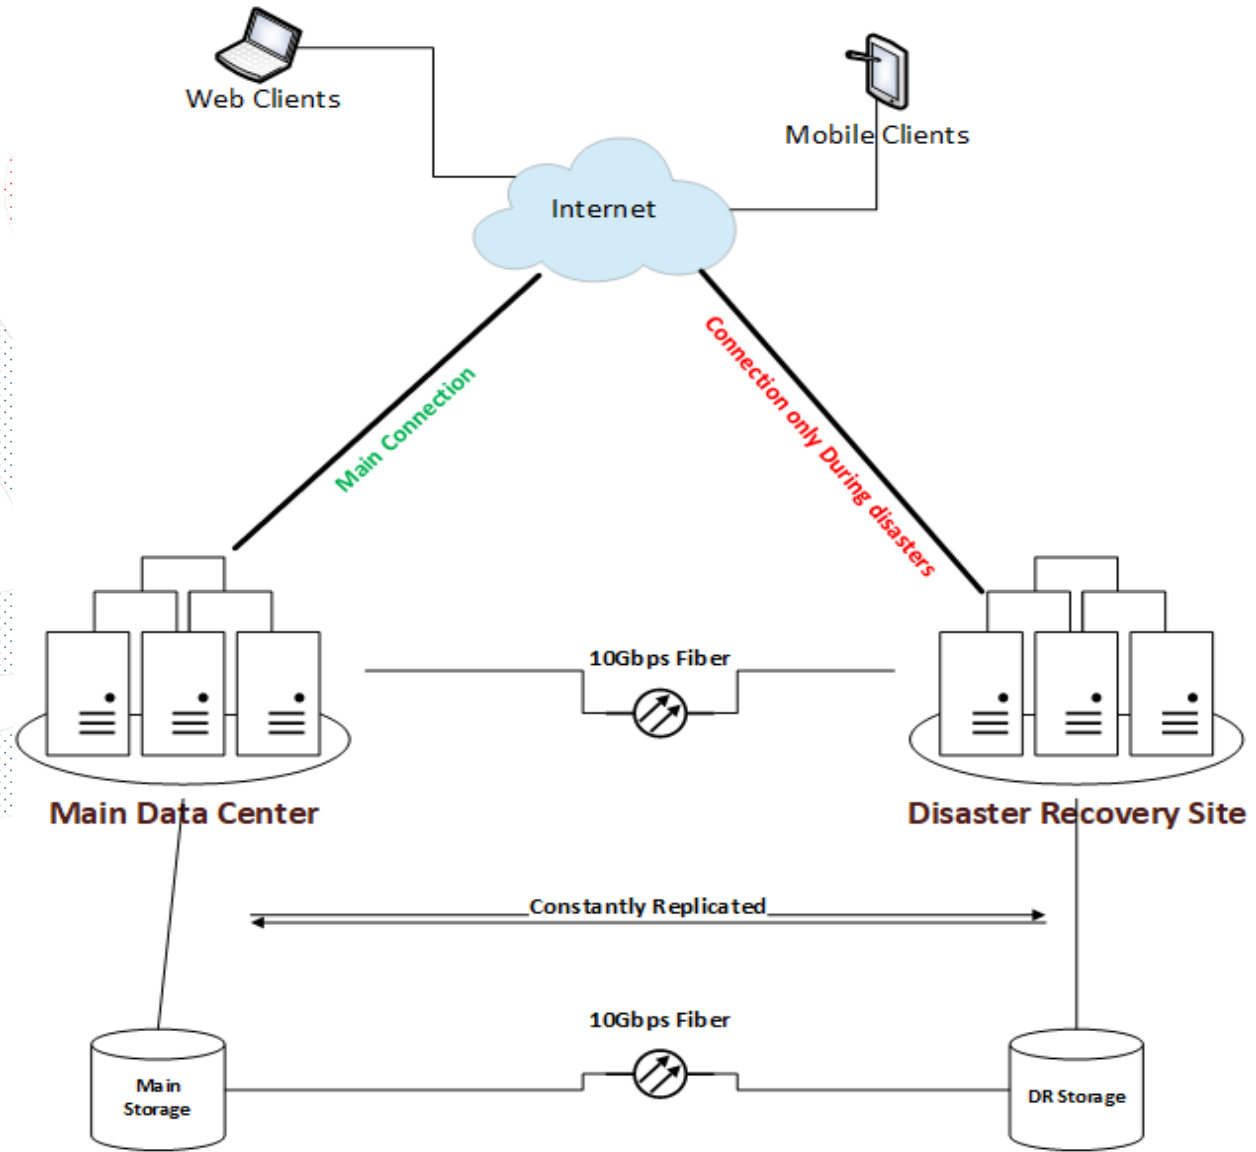 Web Clients
Mobile Clients
Internet
Main Connection
Connection only During disasters
10Gbps Fiber
Main Data Center
Disaster Recovery Site
Constantly Replicated
10Gbps Fiber
Main
Storage
DR Storage